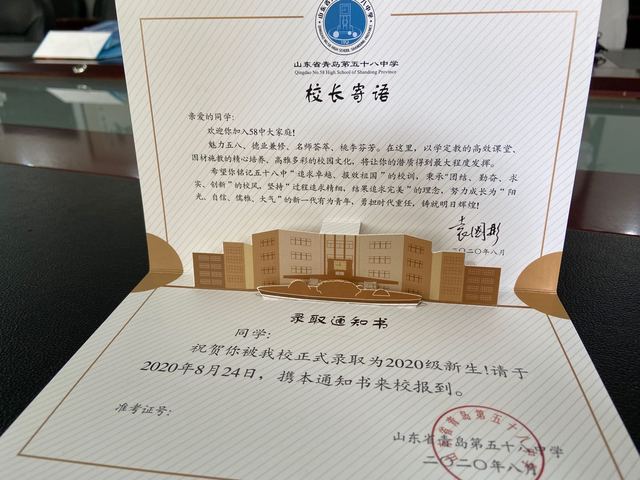 山东省青岛第五十八中学
Qingdao No.58 High School of Shandong Province
校长寄语
亲爱的同学:
欢迎你加入58中大家庭!
魅力五八、德业兼修、名师荟萃、桃李芬芳。在这里,以学定教的高效课堂、
因材施教的精心培养、高雅多彩的校园文化,将让你的潜质得到最大程度发挥。
希望你铭记五十八中“追求卓越、报效祖国”的校训,秉承“团结、勤奋、求
实、创新”的校风,坚持“过程追求精细,结果追求完美”的理念,努力成长为“阳
光、自信、儒雅、大气”的新一代有为青年,勇担时代重任,铸就明日辉煌!
袁国彬
二〇二〇年八月
录取通知书
同学:
祝贺你被我校正式录取为2020级新生!请于
2020年8月24日,携本通知书来校报到。
准考证号:
山东省青岛第五十八中学
二〇二〇年八月